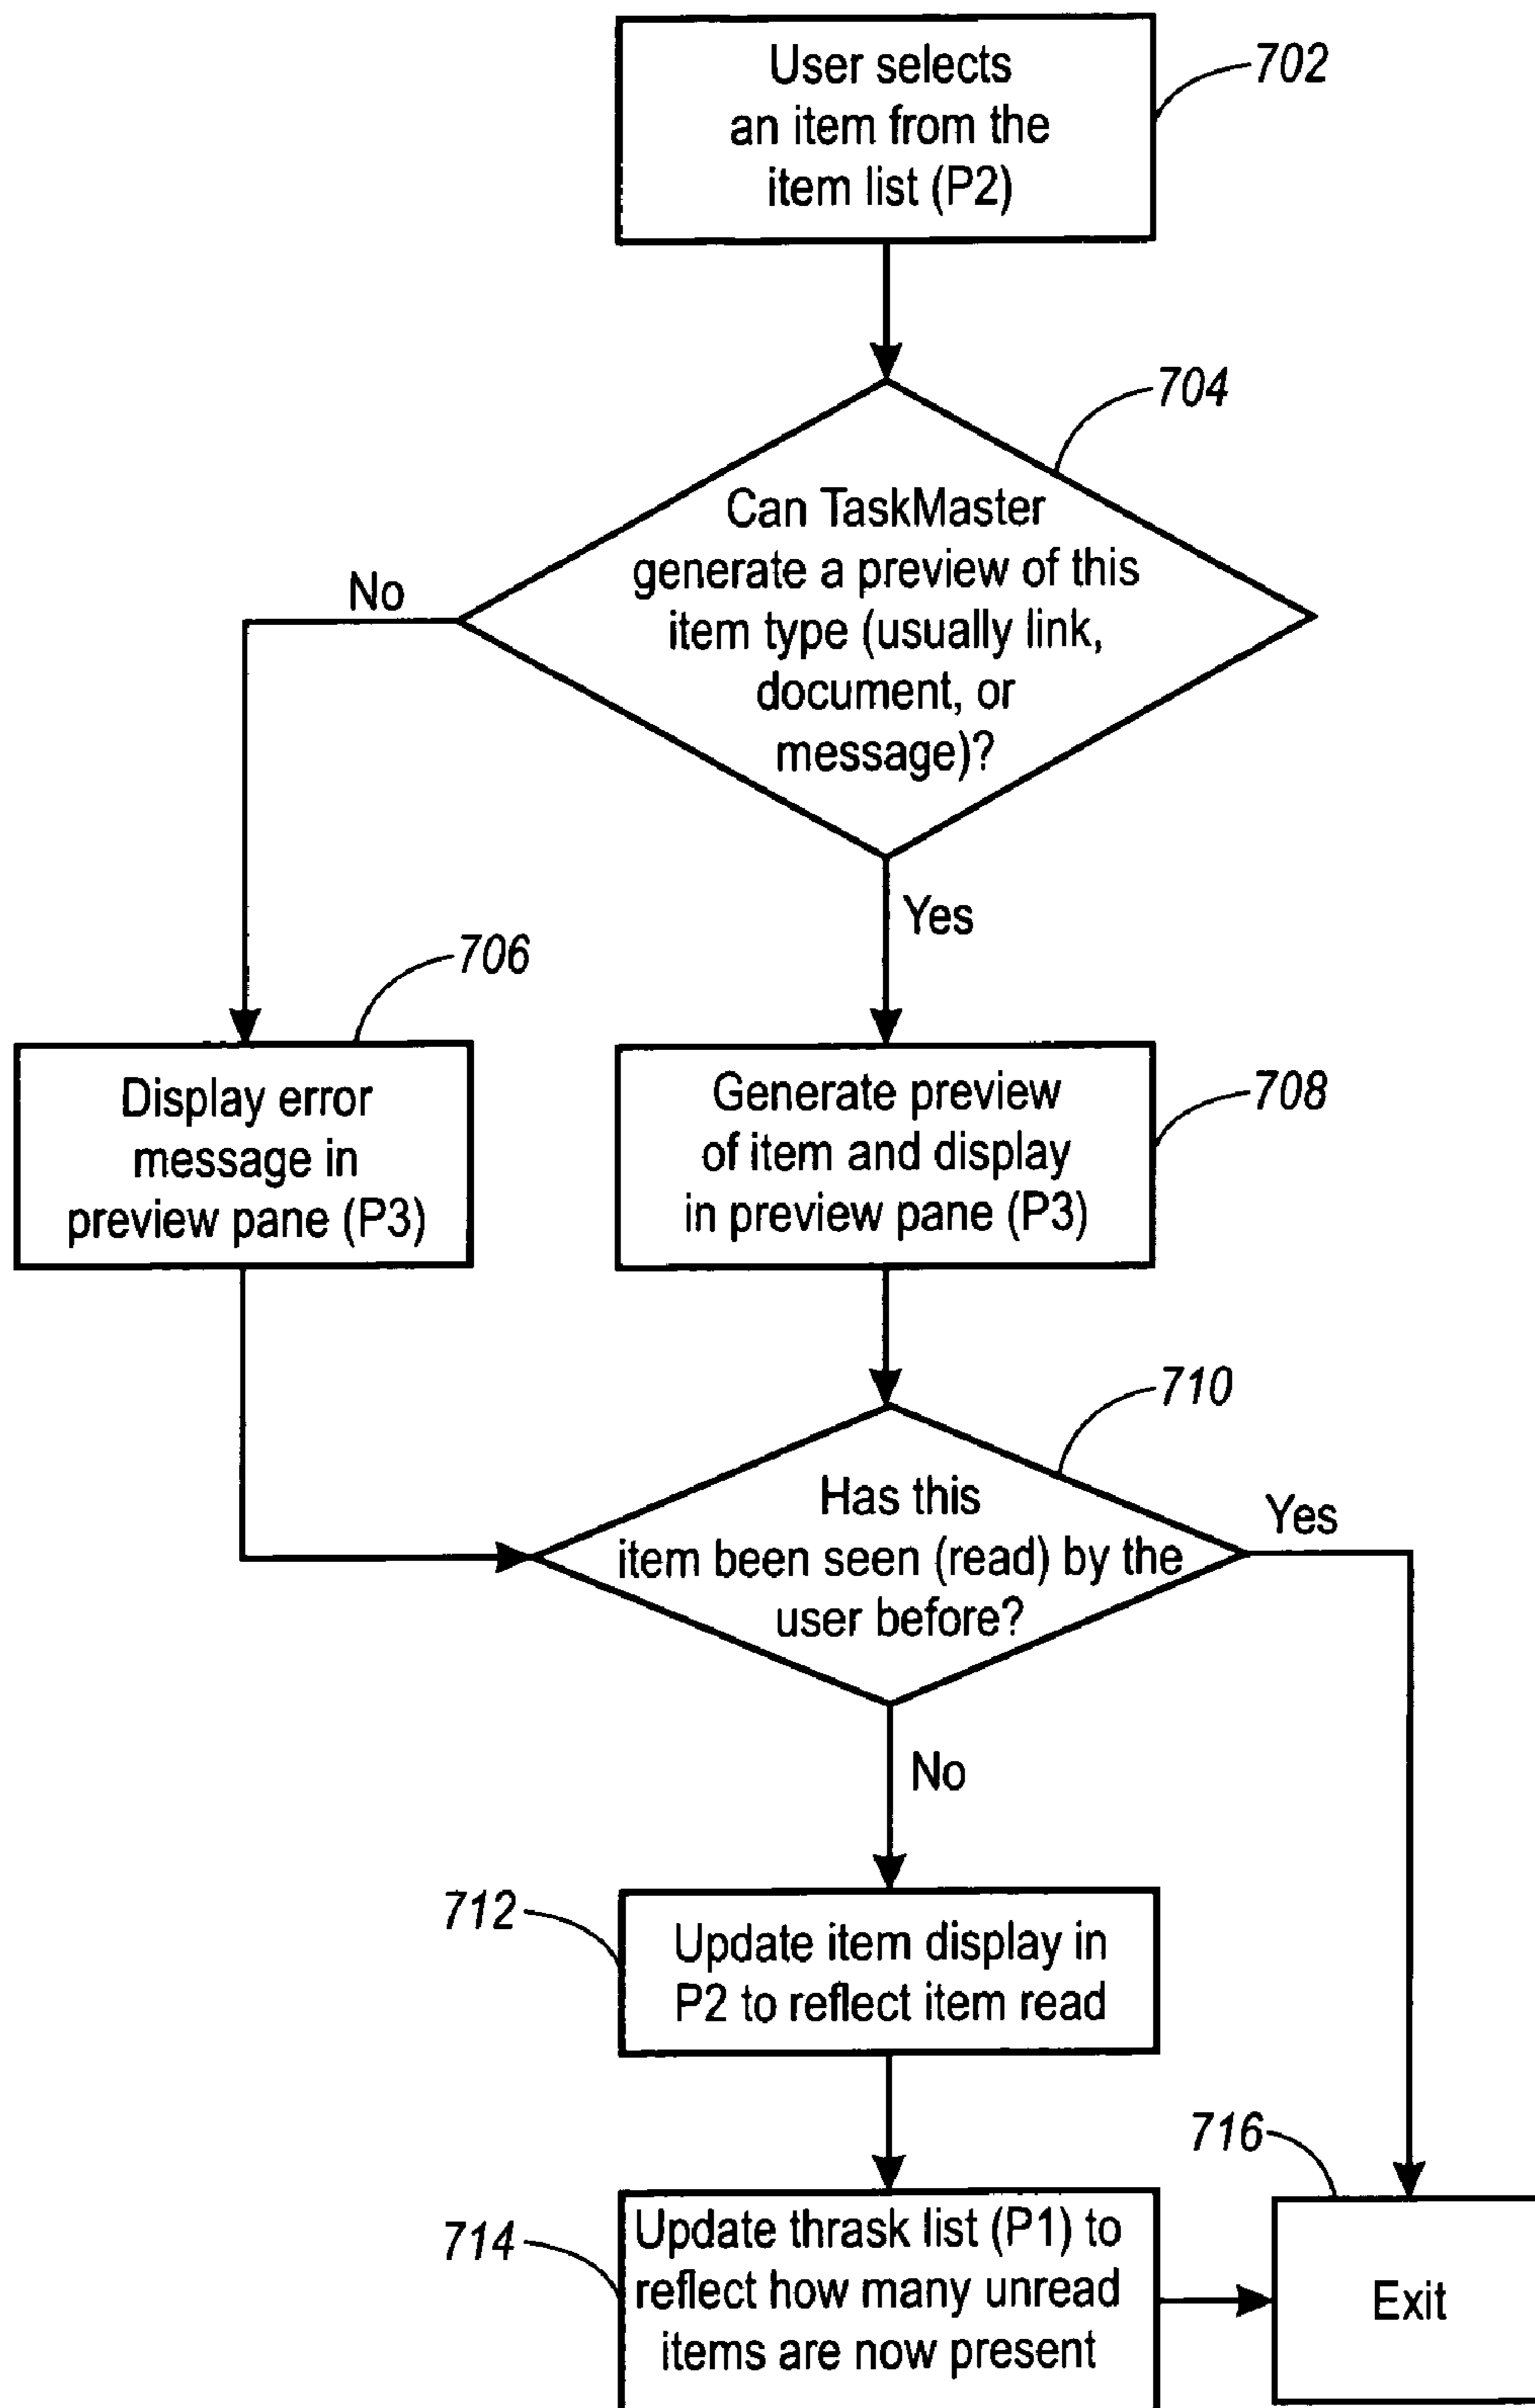 User selects
an item from the
item list (P2)
702
704
Can TaskMaster
generate a preview of this
item type (usually link,
document, or
message)?
No
Yes
706
Display error
message in
preview pane (P3)
Generate preview
of item and display
in preview pane (P3)
708
710
Has this
item been seen (read) by the
user before?
Yes
No
712
Update item display in
P2 to reflect item read
714
Update thrask list (P1) to
reflect how many unread
items are now present
716
Exit